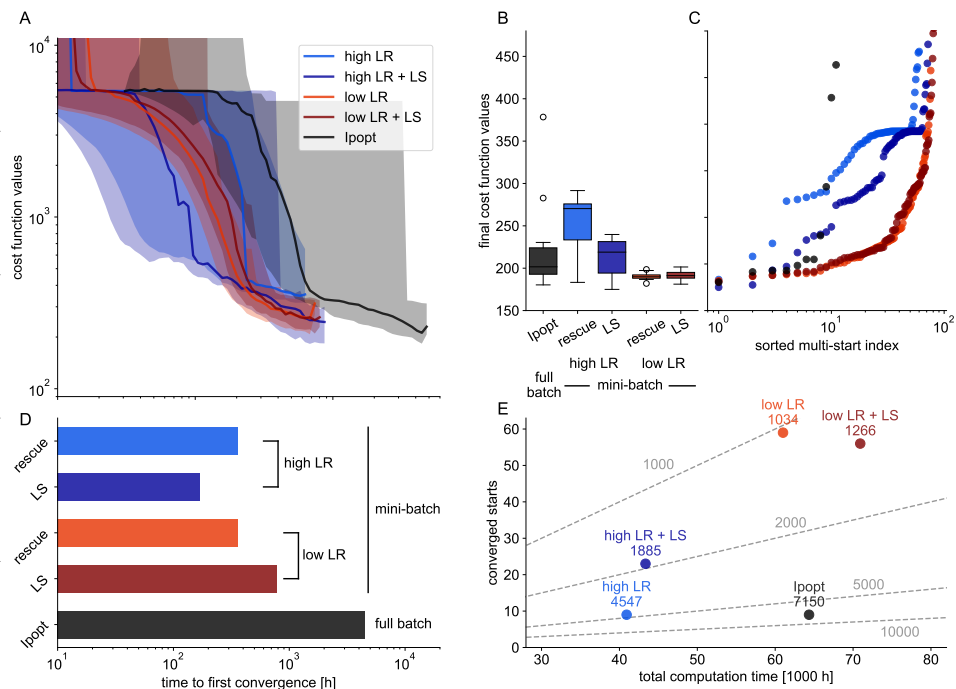 A
10^4
10^3
10^2
cost function values
high LR
high LR + LS
low LR
low LR + LS
Ipopt
B
450
400
350
300
250
200
150
final cost function values
Ipopt
rescue
LS
rescue
LS
high LR
low LR
full
batch
mini-batch
C
10^0
10^1
10^2
sorted multi-start index
D
rescue
LS
rescue
LS
Ipopt
high LR
low LR
mini-batch
full batch
10^1
10^2
10^3
10^4
time to first convergence [h]
E
60
50
40
30
20
10
0
converged starts
low LR
1034
low LR + LS
1266
1000
2000
high LR + LS
1885
high LR
4547
Ipopt
7150
5000
10000
30
40
50
60
70
80
total computation time [1000 h]